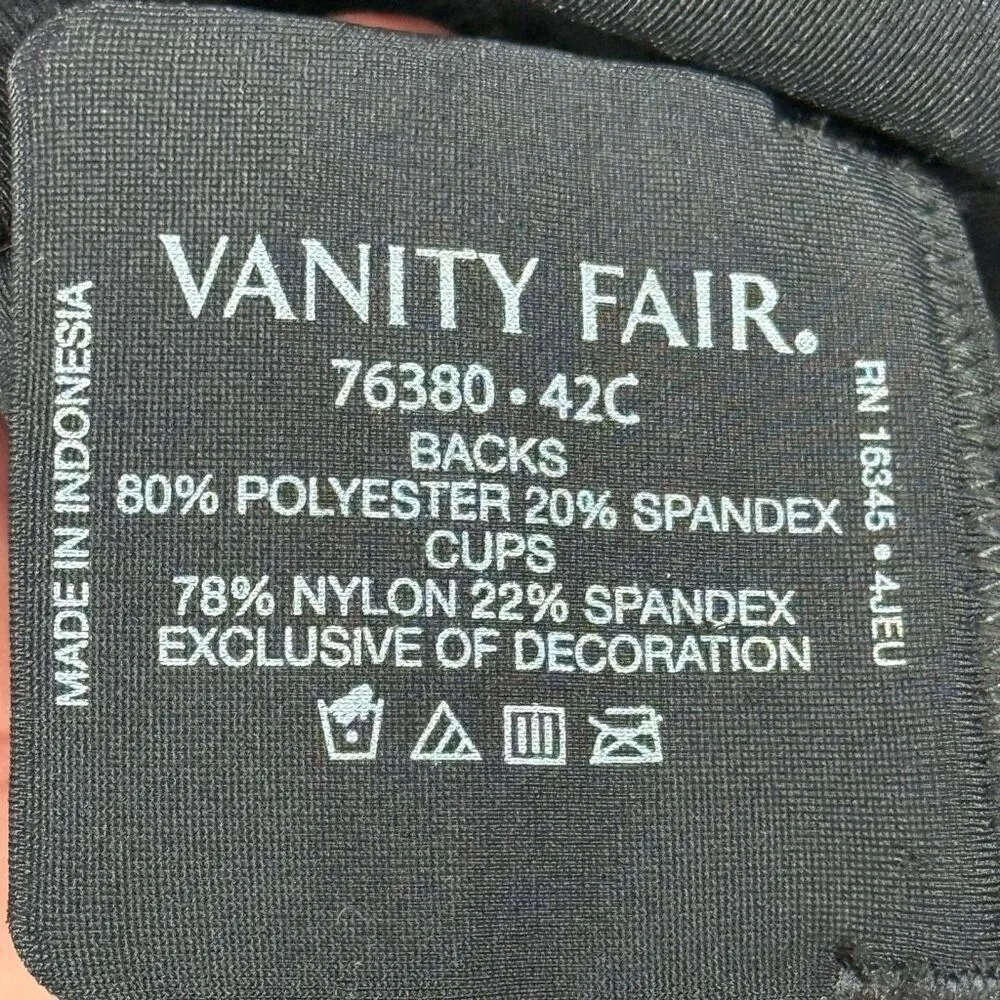 VANITY FAIR.
76380 • 42C
BACKS
80% POLYESTER 20% SPANDEX
CUPS
78% NYLON 22% SPANDEX
EXCLUSIVE OF DECORATION
MADE IN INDONESIA
RN 16345 • 4JEU